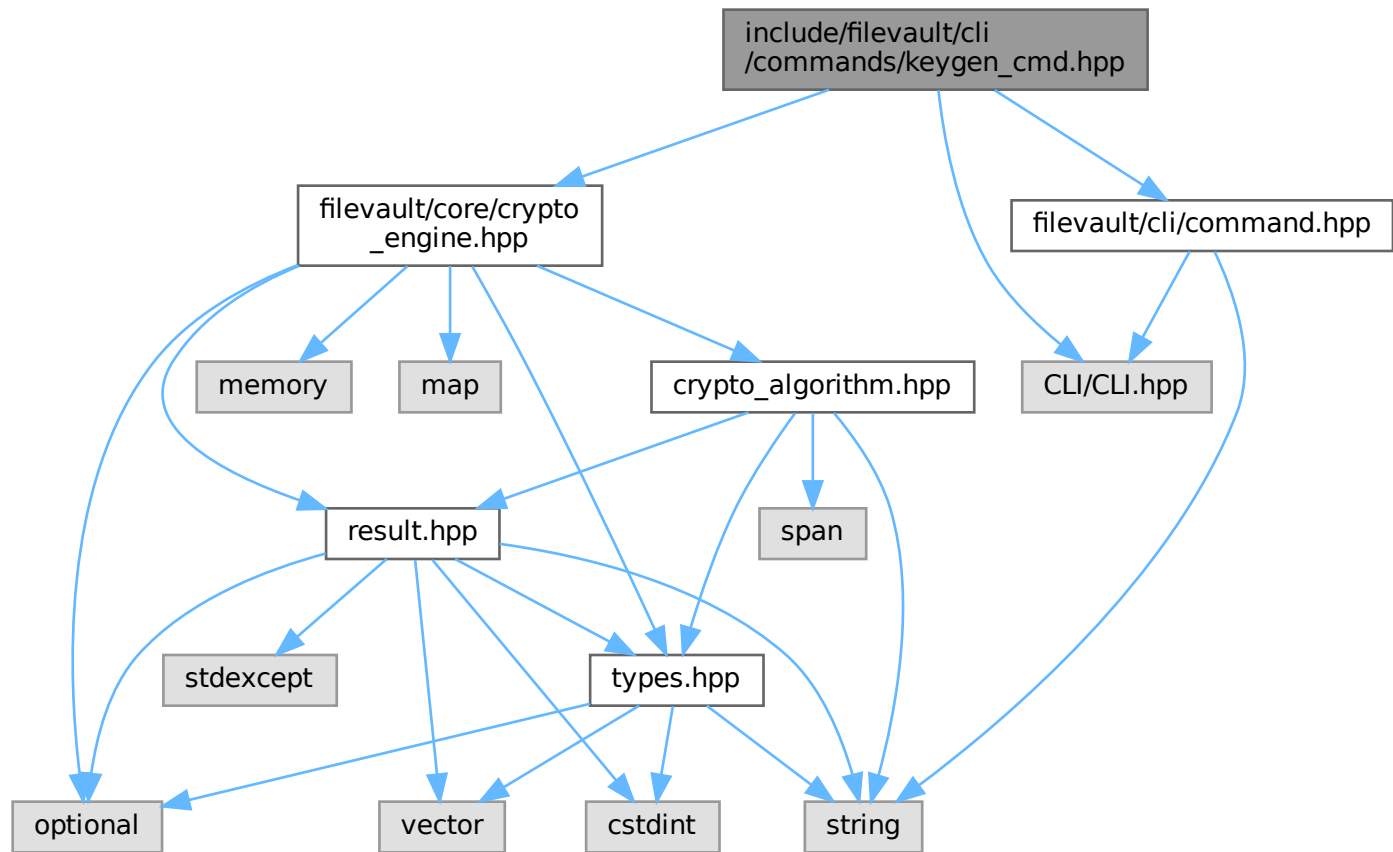 include/filevault/cli
/commands/keygen_cmd.hpp
filevault/core/crypto
_engine.hpp
filevault/cli/command.hpp
memory
map
crypto_algorithm.hpp
CLI/CLI.hpp
result.hpp
span
stdexcept
types.hpp
optional
vector
cstdint
string